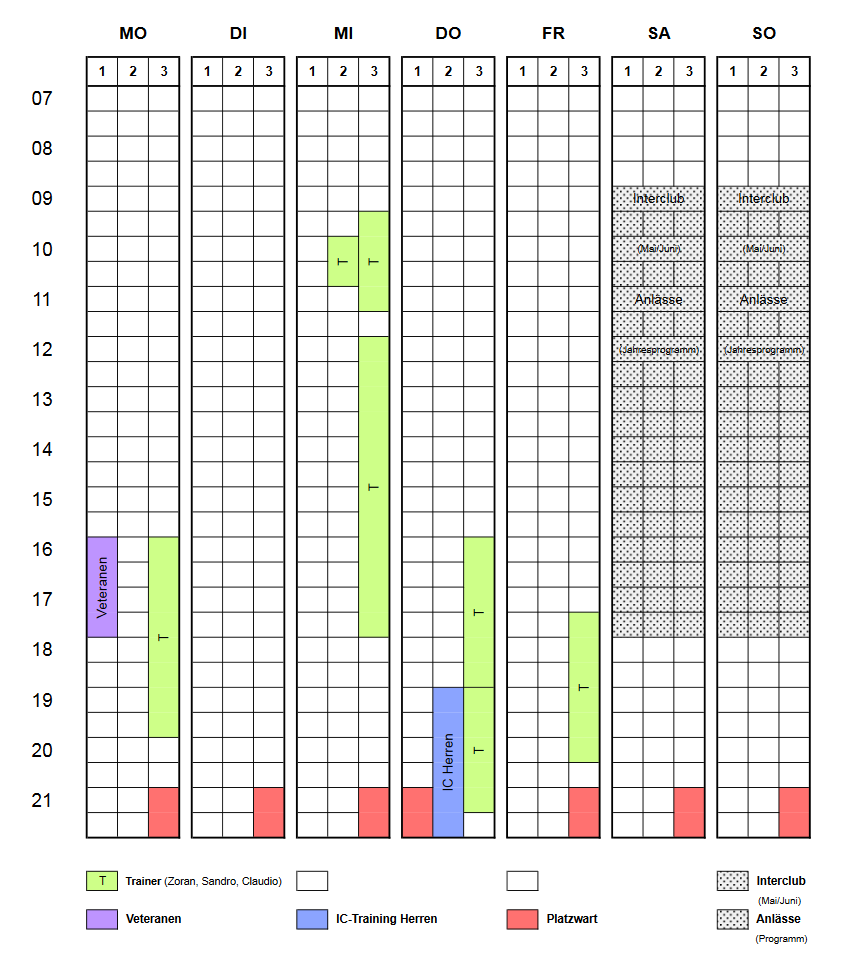 MO DI MI DO FR SA SO
1 2 3 1 2 3 1 2 3 1 2 3 1 2 3 1 2 3 1 2 3
07
08
09 Interclub Interclub
10 T T (Mai/Juni) (Mai/Juni)
11 Anlässe Anlässe
12 (Jahresprogramm) (Jahresprogramm)
13
14
15 T
16
Veteranen
17 T
T
18
19 T
20 IC Herren T
21
T Trainer (Zoran, Sandro, Claudio) Interclub
(Mai/Juni)
Veteranen IC-Training Herren Platzwart Anlässe
(Programm)